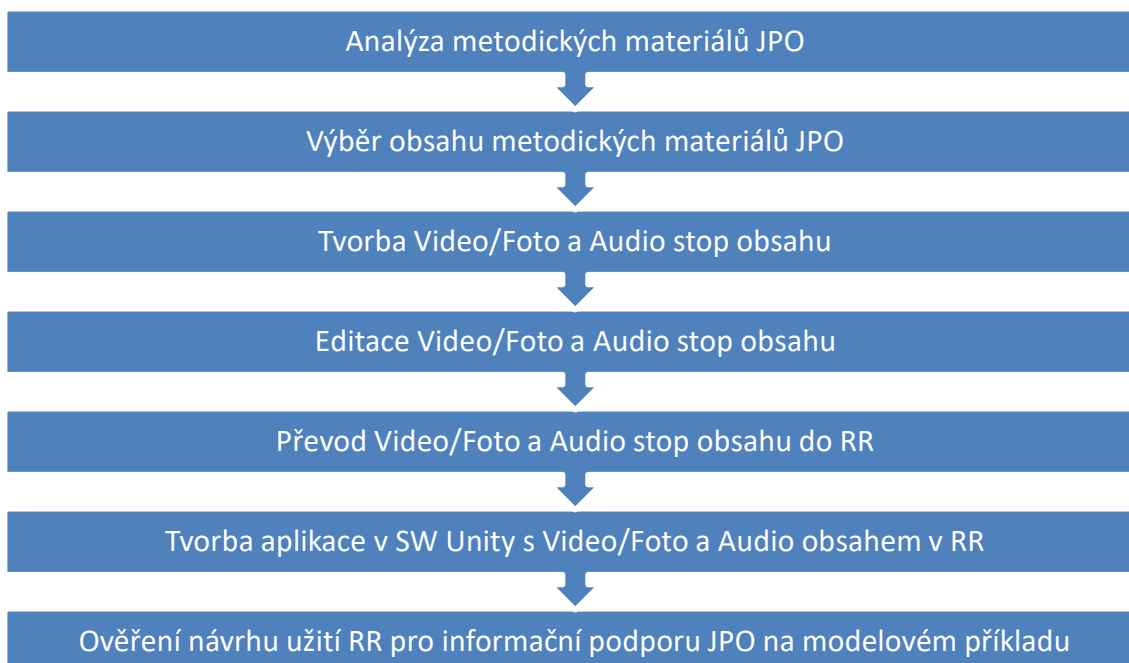 Analýza metodických materiálů JPO
Výběr obsahu metodických materiálů JPO
Tvorba Video/Foto a Audio stop obsahu
Editace Video/Foto a Audio stop obsahu
Převod Video/Foto a Audio stop obsahu do RR
Tvorba aplikace v SW Unity s Video/Foto a Audio obsahem v RR
Ověření návrhu užití RR pro informační podporu JPO na modelovém příkladu